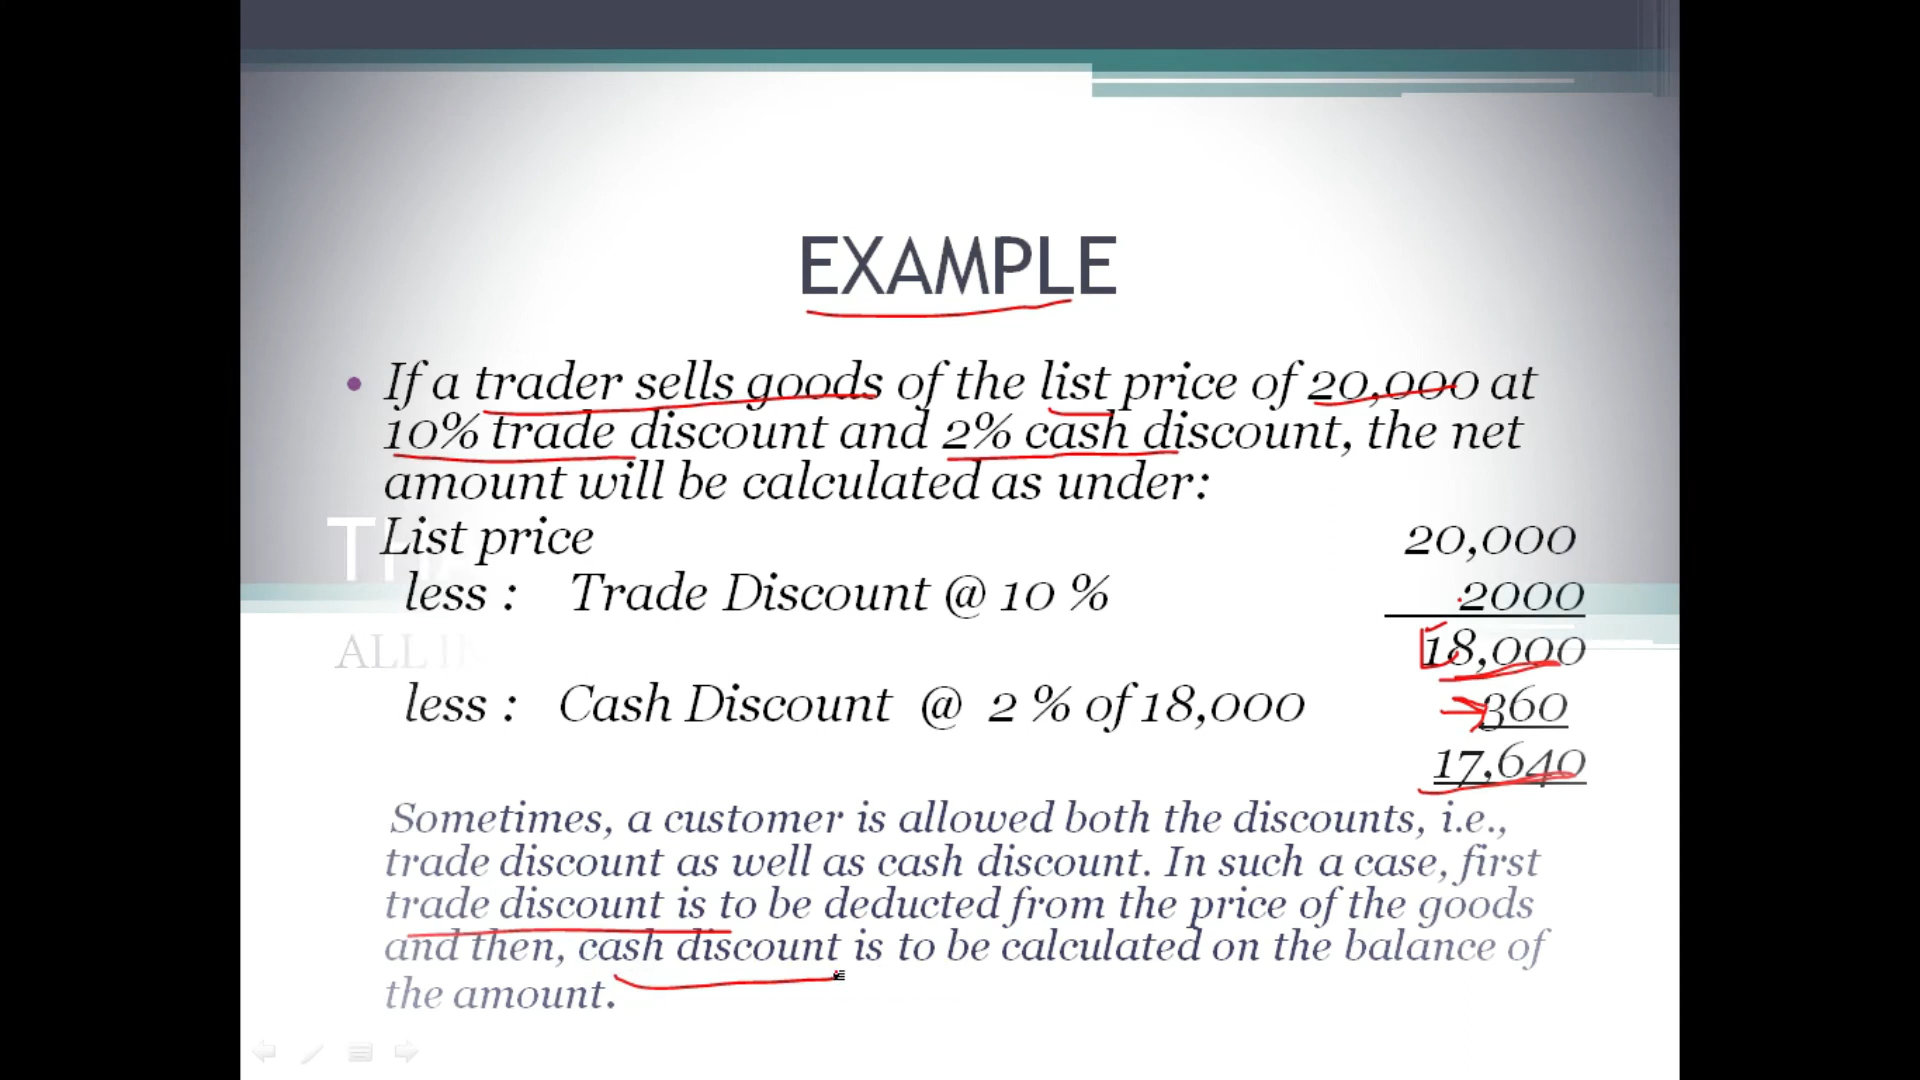 EXAMPLE
• If a trader sells goods of the list price of 20,000 at
10% trade discount and 2% cash discount, the net
amount will be calculated as under:
List price 20,000
less : Trade Discount @ 10 % 2000
18,000
less : Cash Discount @ 2 % of 18,000 360
17,640
Sometimes, a customer is allowed both the discounts, i.e.,
trade discount as well as cash discount. In such a case, first
trade discount is to be deducted from the price of the goods
and then, cash discount is to be calculated on the balance of
the amount.
ALL